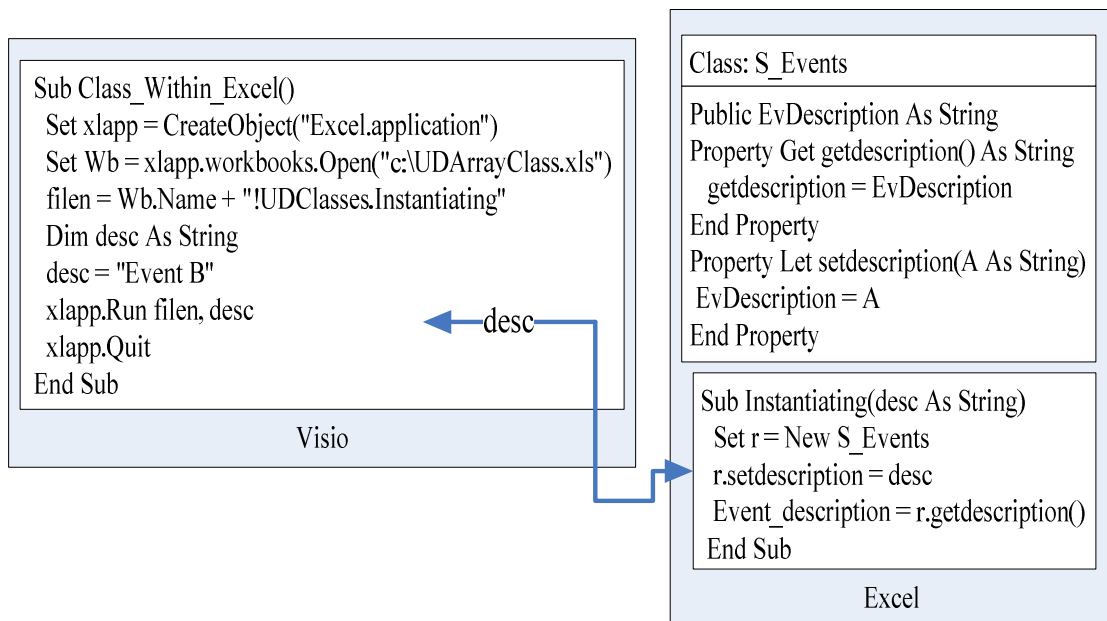 Sub Class_Within_Excel()
Set xlapp = CreateObject("Excel.application")
Set Wb = xlapp.workbooks.Open("c:\UDArrayClass.xls")
filen = Wb.Name + "!UDClasses.Instantiating"
Dim desc As String
desc = "Event B"
xlapp.Run filen, desc
xlapp.Quit
End Sub
Visio
desc
Class: S_Events
Public EvDescription As String
Property Get getdescription() As String
getdescription = EvDescription
End Property
Property Let setdescription(A As String)
EvDescription = A
End Property
Sub Instantiating(desc As String)
Set r = New S_Events
r.setdescription = desc
Event_description = r.getdescription()
End Sub
Excel